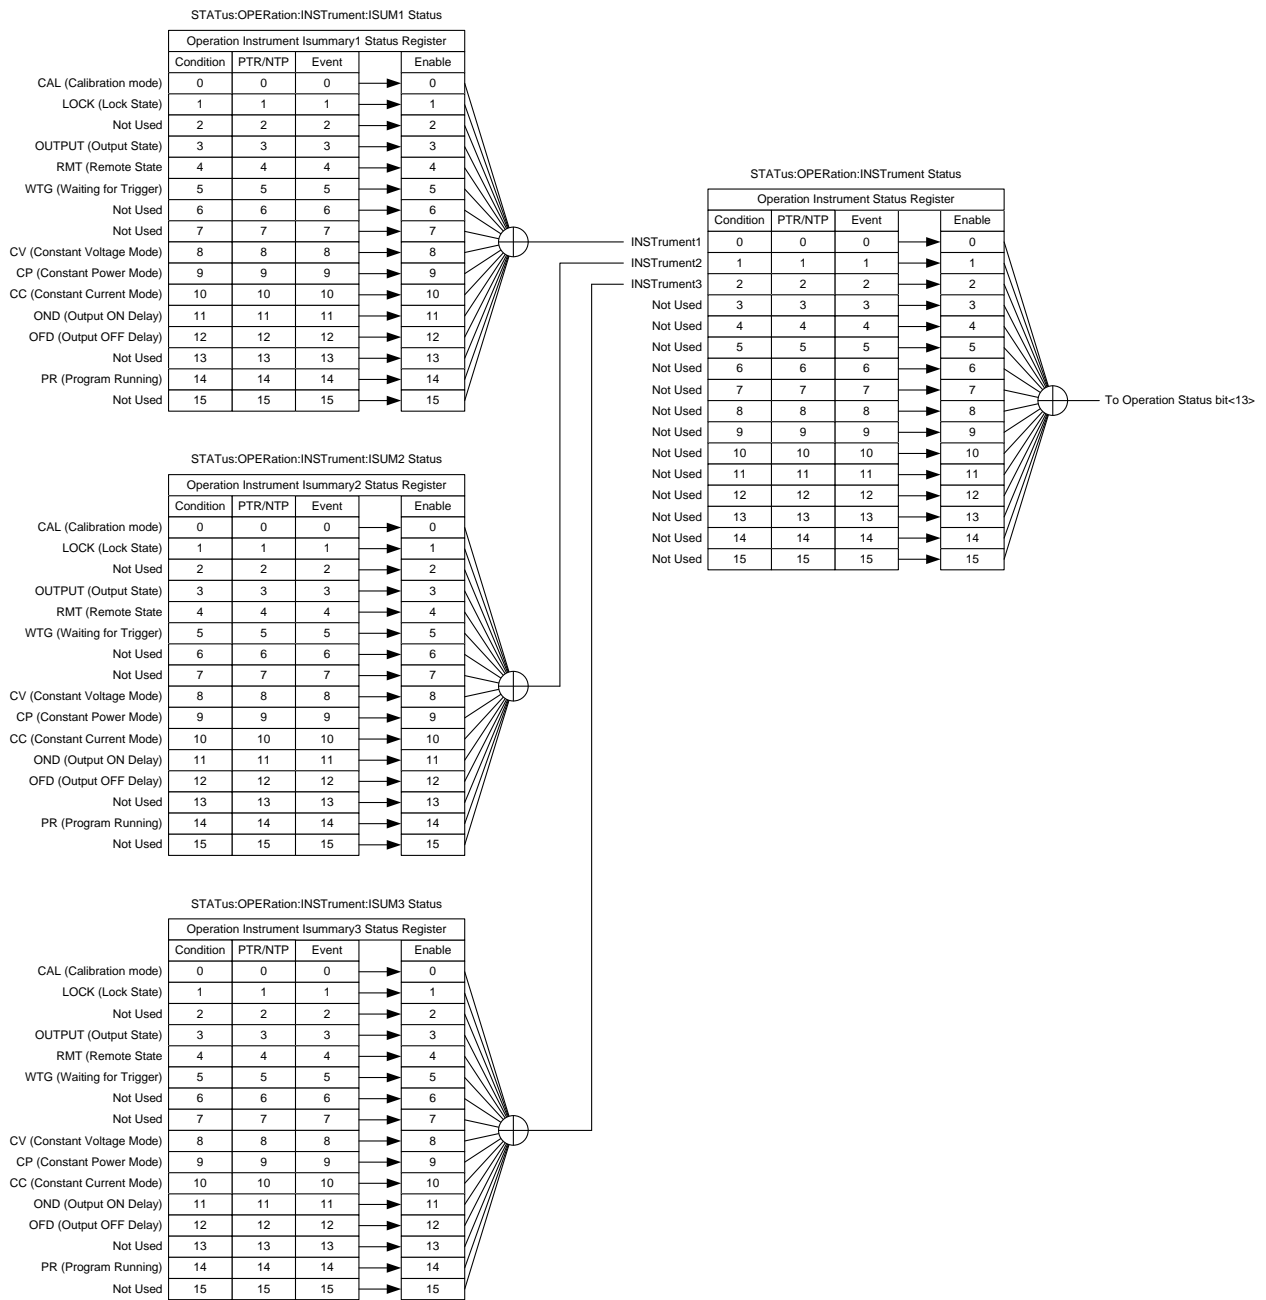 STATus:OPERation:INSTrument:ISUM1 Status
Operation Instrument Isummary1 Status Register
Condition PTR/NTP Event Enable
CAL (Calibration mode) 0 0 0 0
LOCK (Lock State) 1 1 1 1
Not Used 2 2 2 2
OUTPUT (Output State) 3 3 3 3
RMT (Remote State 4 4 4 4
WTG (Waiting for Trigger) 5 5 5 5
Not Used 6 6 6 6
Not Used 7 7 7 7
CV (Constant Voltage Mode) 8 8 8 8
CP (Constant Power Mode) 9 9 9 9
CC (Constant Current Mode) 10 10 10 10
OND (Output ON Delay) 11 11 11 11
OFD (Output OFF Delay) 12 12 12 12
Not Used 13 13 13 13
PR (Program Running) 14 14 14 14
Not Used 15 15 15 15
STATus:OPERation:INSTrument:ISUM2 Status
Operation Instrument Isummary2 Status Register
Condition PTR/NTP Event Enable
CAL (Calibration mode) 0 0 0 0
LOCK (Lock State) 1 1 1 1
Not Used 2 2 2 2
OUTPUT (Output State) 3 3 3 3
RMT (Remote State 4 4 4 4
WTG (Waiting for Trigger) 5 5 5 5
Not Used 6 6 6 6
Not Used 7 7 7 7
CV (Constant Voltage Mode) 8 8 8 8
CP (Constant Power Mode) 9 9 9 9
CC (Constant Current Mode) 10 10 10 10
OND (Output ON Delay) 11 11 11 11
OFD (Output OFF Delay) 12 12 12 12
Not Used 13 13 13 13
PR (Program Running) 14 14 14 14
Not Used 15 15 15 15
STATus:OPERation:INSTrument:ISUM3 Status
Operation Instrument Isummary3 Status Register
Condition PTR/NTP Event Enable
CAL (Calibration mode) 0 0 0 0
LOCK (Lock State) 1 1 1 1
Not Used 2 2 2 2
OUTPUT (Output State) 3 3 3 3
RMT (Remote State 4 4 4 4
WTG (Waiting for Trigger) 5 5 5 5
Not Used 6 6 6 6
Not Used 7 7 7 7
CV (Constant Voltage Mode) 8 8 8 8
CP (Constant Power Mode) 9 9 9 9
CC (Constant Current Mode) 10 10 10 10
OND (Output ON Delay) 11 11 11 11
OFD (Output OFF Delay) 12 12 12 12
Not Used 13 13 13 13
PR (Program Running) 14 14 14 14
Not Used 15 15 15 15
STATus:OPERation:INSTrument Status
Operation Instrument Status Register
Condition PTR/NTP Event Enable
INSTrument1 0 0 0 0
INSTrument2 1 1 1 1
INSTrument3 2 2 2 2
Not Used 3 3 3 3
Not Used 4 4 4 4
Not Used 5 5 5 5
Not Used 6 6 6 6
Not Used 7 7 7 7
Not Used 8 8 8 8
Not Used 9 9 9 9
Not Used 10 10 10 10
Not Used 11 11 11 11
Not Used 12 12 12 12
Not Used 13 13 13 13
Not Used 14 14 14 14
Not Used 15 15 15 15
To Operation Status bit<13>